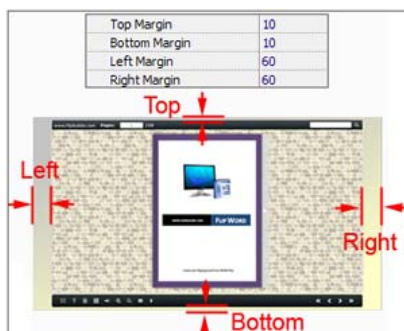 Top Margin 10
Bottom Margin 10
Left Margin 60
Right Margin 60
Top
Left
FLIP WORD
Right
Bottom